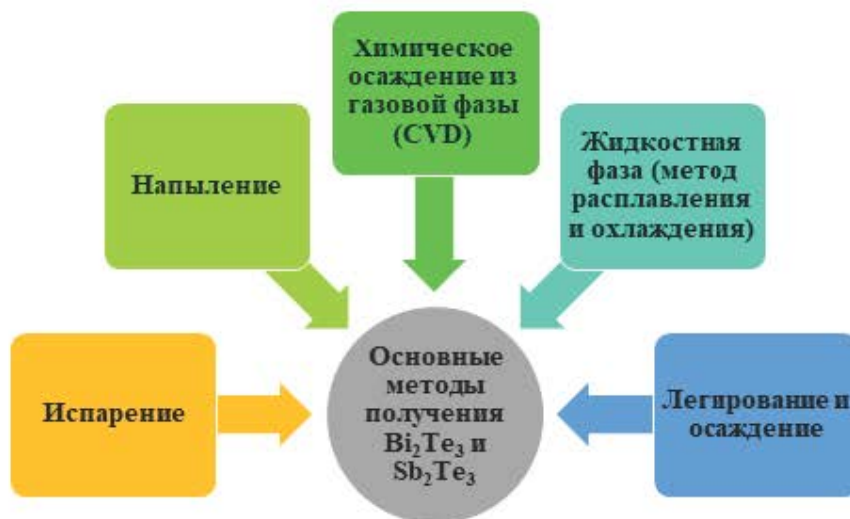 Химическое
осаждение из
газовой фазы
(CVD)
Напыление
Жидкостная
фаза (метод
расплавления
и охлаждения)
Испарение
Основные
методы
получения
Bi₂Te₃ и
Sb₂Te₃
Легирование и
осаждение